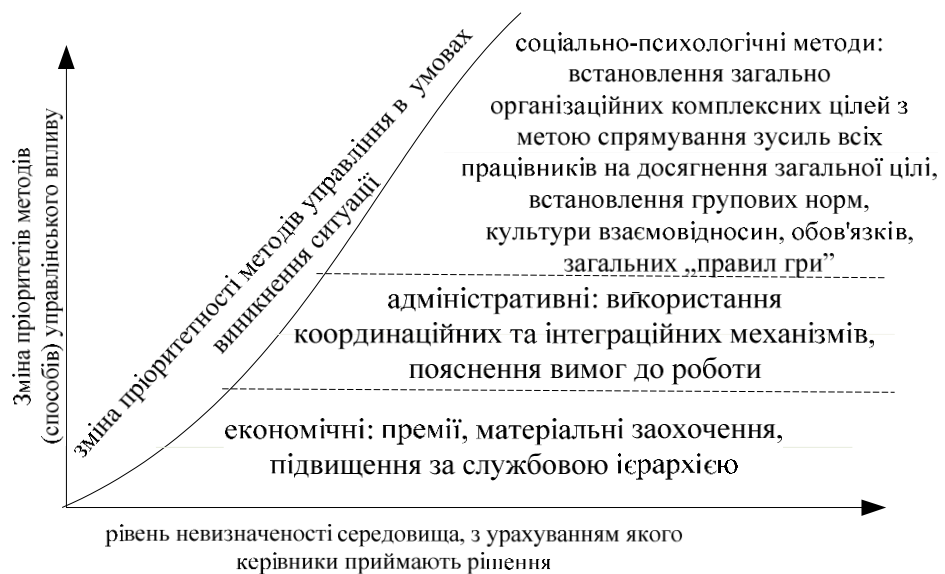 Зміна пріоритетів методів
(способів) управлінського впливу
зміна пріоритетності методів управління в умовах
виникнення ситуації
соціально-психологічні методи:
встановлення загально
організаційних комплексних цілей з
метою спрямування зусиль всіх
працівників на досягнення загальної цілі,
встановлення групових норм,
культури взаємовідносин, обов'язків,
загальних „правил гри”
адміністративні: використання
координаційних та інтеграційних механізмів,
пояснення вимог до роботи
економічні: премії, матеріальні заохочення,
підвищення за службовою ієрархією
рівень невизначеності середовища, з урахуванням якого
керівники приймають рішення